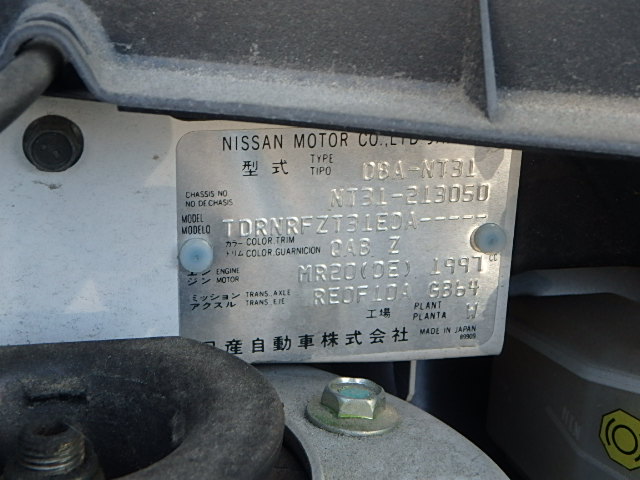 NISSAN MOTOR CO.,LTD JA
型式 TYPE TIPO DBA-NT31
CHASSIS NO NO DE CHASIS NT31-213050
MODEL MODELO TDRNRFZT31EDA-----
カラー COLOR,TRIM トリム COLOR,GUARNICION QAB Z
エンジン ENGINE MOTOR MR20(DE) 1997 cc
ミッション アクスル TRANS.,AXLE TRANS.,EJE RE0F10A GB64
工場 PLANT PLANTA W
日産自動車株式会社 MADE IN JAPAN
89909
MIN